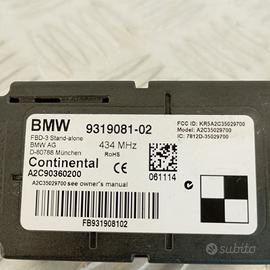 BMW 9319081-02
FBD-3 Stand-alone
BMW AG
D-80788 München
434 MHz
RoHS
FCC ID: KR5A2C35029700
Model: A2C35029700
IC: 7812D-35029700
Continental
A2C90360200
A2C35029700 see owner's manual
061114
FB931908102
subito